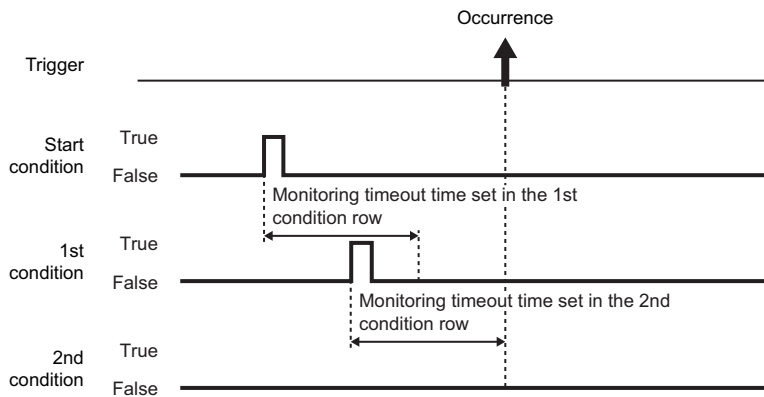 Occurrence
Trigger
Start
condition
True
False
Monitoring timeout time set in the 1st
condition row
1st
condition
True
False
Monitoring timeout time set in the 2nd
condition row
2nd
condition
True
False